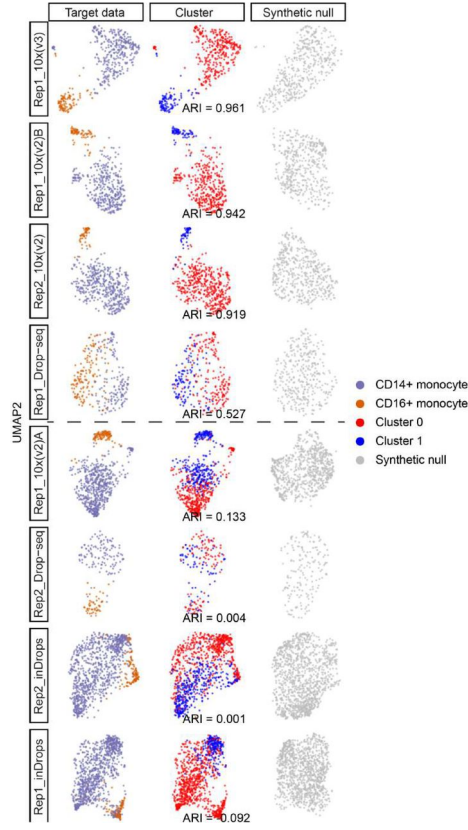 Target data
Cluster
Synthetic null
Rep1_10x(v3)
ARI = 0.961
Rep1_10x(v2)B
ARI = 0.942
Rep2_10x(v2)
ARI = 0.919
Rep1_Drop-seq
ARI = 0.527
UMAP2
CD14+ monocyte
CD16+ monocyte
Cluster 0
Cluster 1
Synthetic null
Rep1_10x(v2)A
ARI = 0.133
Rep2_Drop-seq
ARI = 0.004
Rep2_inDrops
ARI = 0.001
Rep1_inDrops
ARI = -0.092